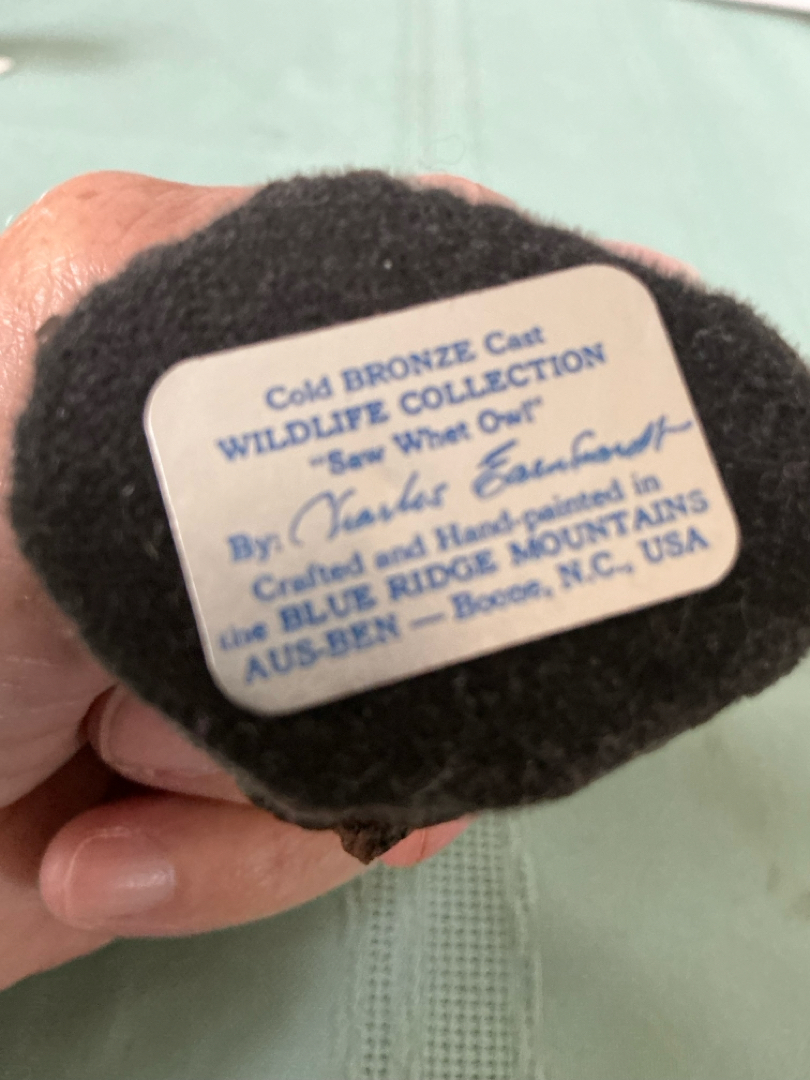 Cold BRONZE Cast
WILDLIFE COLLECTION
"Saw Whet Owl"
By: Charles
Crafted and Hand-painted in
the BLUE RIDGE MOUNTAINS
AUS-BEN — Boone, N.C., USA